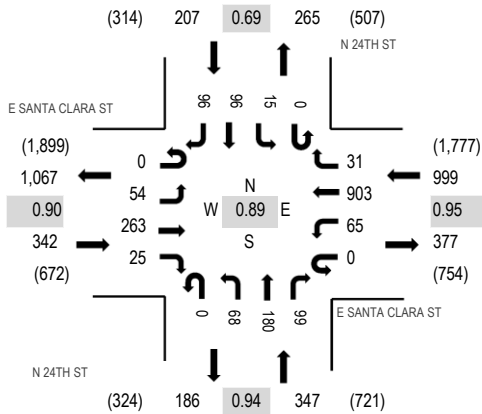 (314) 207 0.69 265 (507)
N 24TH ST
E SANTA CLARA ST
96 96 15 0
(1,899) (1,777)
0 31
1,067 999
54 N 903
0.90 W 0.89 E 0.95
263 65
342 S 377
25 0
(672) (754)
0 68 180 99
E SANTA CLARA ST
N 24TH ST
(324) 186 0.94 347 (721)